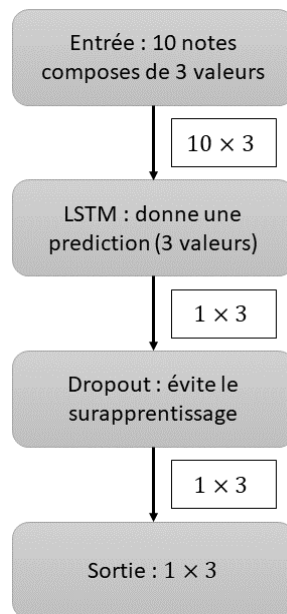 Entrée : 10 notes
composes de 3 valeurs
10 × 3
LSTM : donne une
prediction (3 valeurs)
1 × 3
Dropout : évite le
surapprentissage
1 × 3
Sortie : 1 × 3